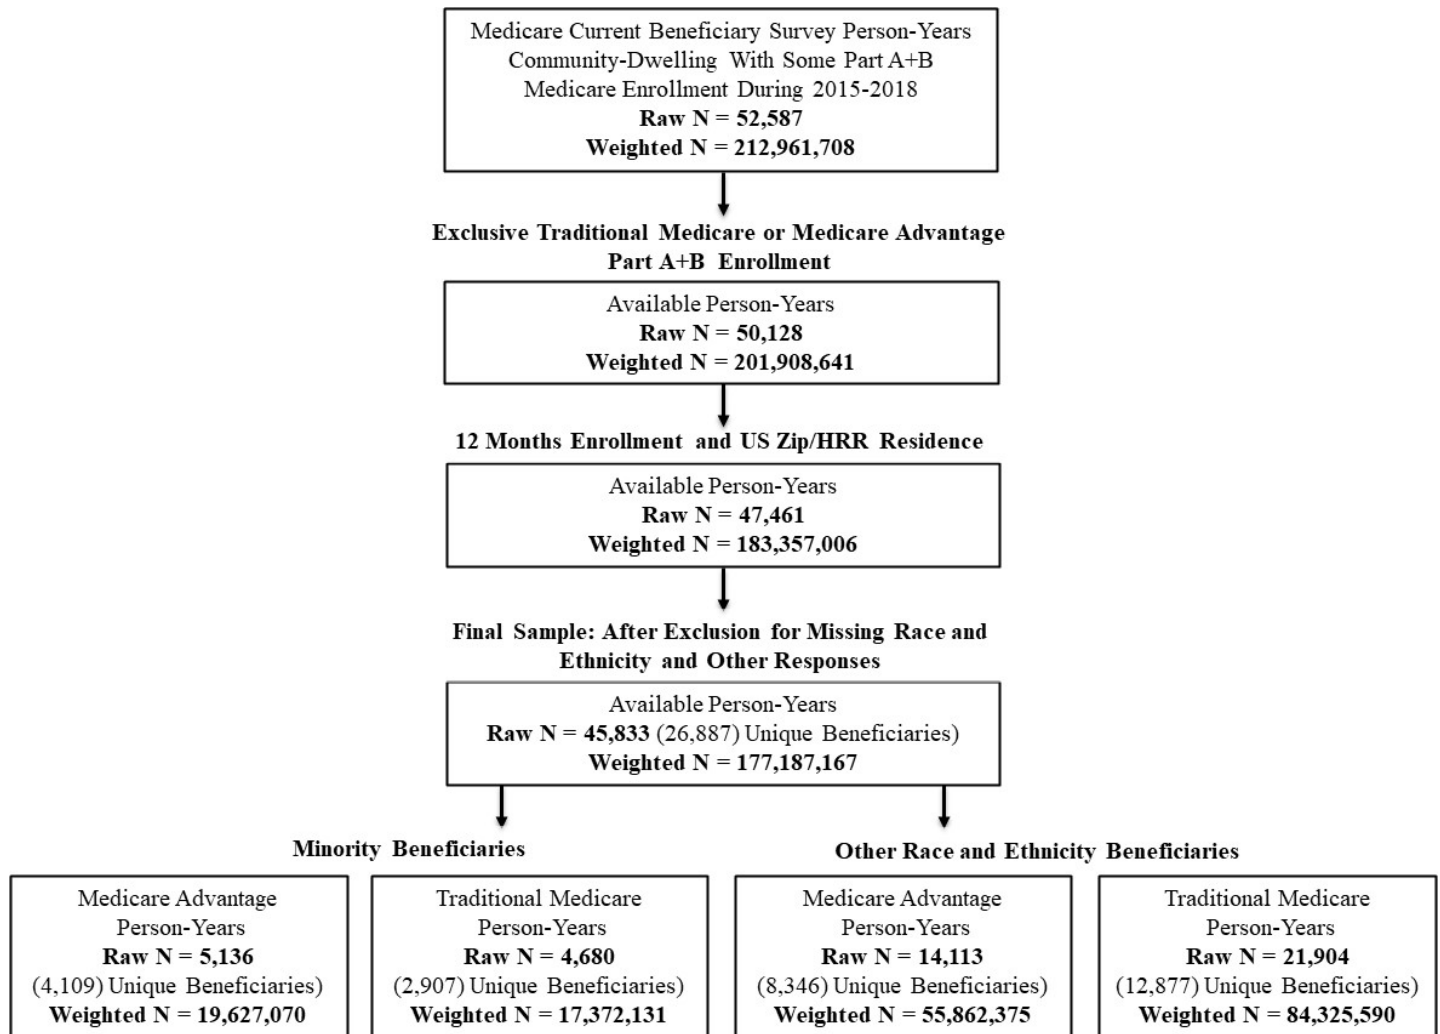 Medicare Current Beneficiary Survey Person-Years
Community-Dwelling With Some Part A+B
Medicare Enrollment During 2015-2018
Raw N = 52,587
Weighted N = 212,961,708
Exclusive Traditional Medicare or Medicare Advantage
Part A+B Enrollment
Available Person-Years
Raw N = 50,128
Weighted N = 201,908,641
12 Months Enrollment and US Zip/HRR Residence
Available Person-Years
Raw N = 47,461
Weighted N = 183,357,006
Final Sample: After Exclusion for Missing Race and
Ethnicity and Other Responses
Available Person-Years
Raw N = 45,833 (26,887) Unique Beneficiaries)
Weighted N = 177,187,167
Minority Beneficiaries
Medicare Advantage
Person-Years
Raw N = 5,136
(4,109) Unique Beneficiaries)
Weighted N = 19,627,070
Traditional Medicare
Person-Years
Raw N = 4,680
(2,907) Unique Beneficiaries)
Weighted N = 17,372,131
Other Race and Ethnicity Beneficiaries
Medicare Advantage
Person-Years
Raw N = 14,113
(8,346) Unique Beneficiaries)
Weighted N = 55,862,375
Traditional Medicare
Person-Years
Raw N = 21,904
(12,877) Unique Beneficiaries)
Weighted N = 84,325,590